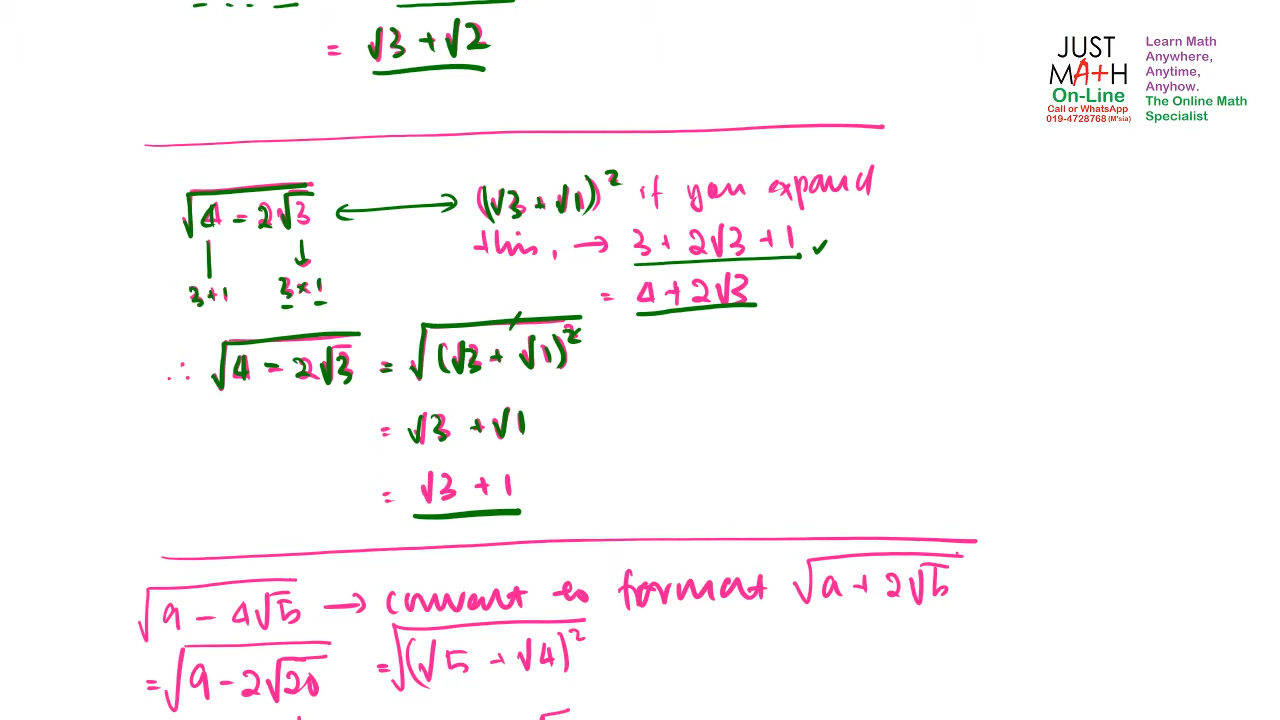 = √3 + √2
JUST
MA+H
On-Line
Call or WhatsApp
019-4728768 (M'sia)
Learn Math
Anywhere,
Anytime,
Anyhow.
The Online Math
Specialist
√(4 - 2√3) ⟷ (√3 + √1)² if you expand
this, → 3 + 2√3 + 1 ✓
3+1 3×1
= 4 + 2√3
∴ √(4 - 2√3) = √((√3 + √1)²)
= √3 + √1
= √3 + 1
√(9 - 4√5) → convert to format √(a + 2√b)
= √(9 - 2√20) = √((√5 + √4)²)